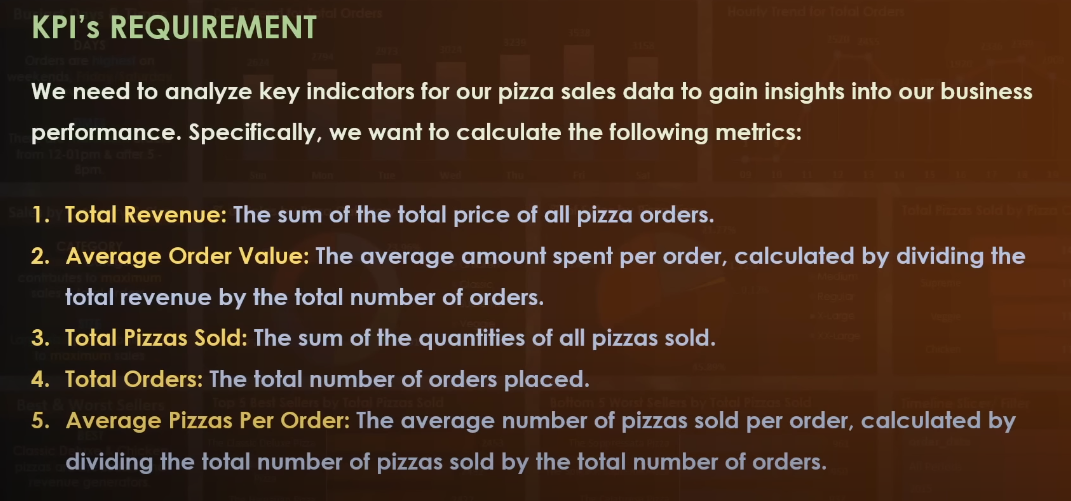 KPI's REQUIREMENT
We need to analyze key indicators for our pizza sales data to gain insights into our business
performance. Specifically, we want to calculate the following metrics:
1. Total Revenue: The sum of the total price of all pizza orders.
2. Average Order Value: The average amount spent per order, calculated by dividing the
total revenue by the total number of orders.
3. Total Pizzas Sold: The sum of the quantities of all pizzas sold.
4. Total Orders: The total number of orders placed.
5. Average Pizzas Per Order: The average number of pizzas sold per order, calculated by
dividing the total number of pizzas sold by the total number of orders.